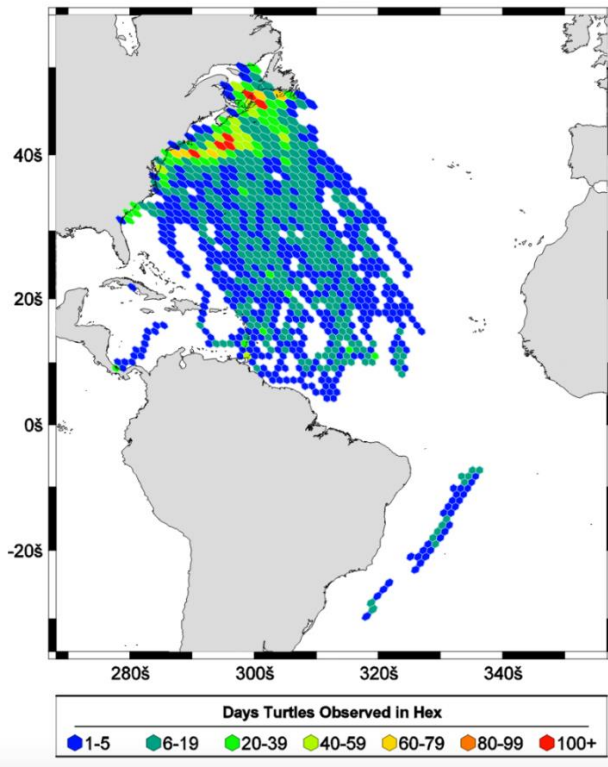 40š
20š
0š
-20š
280š 300š 320š 340š
Days Turtles Observed in Hex
1-5 6-19 20-39 40-59 60-79 80-99 100+